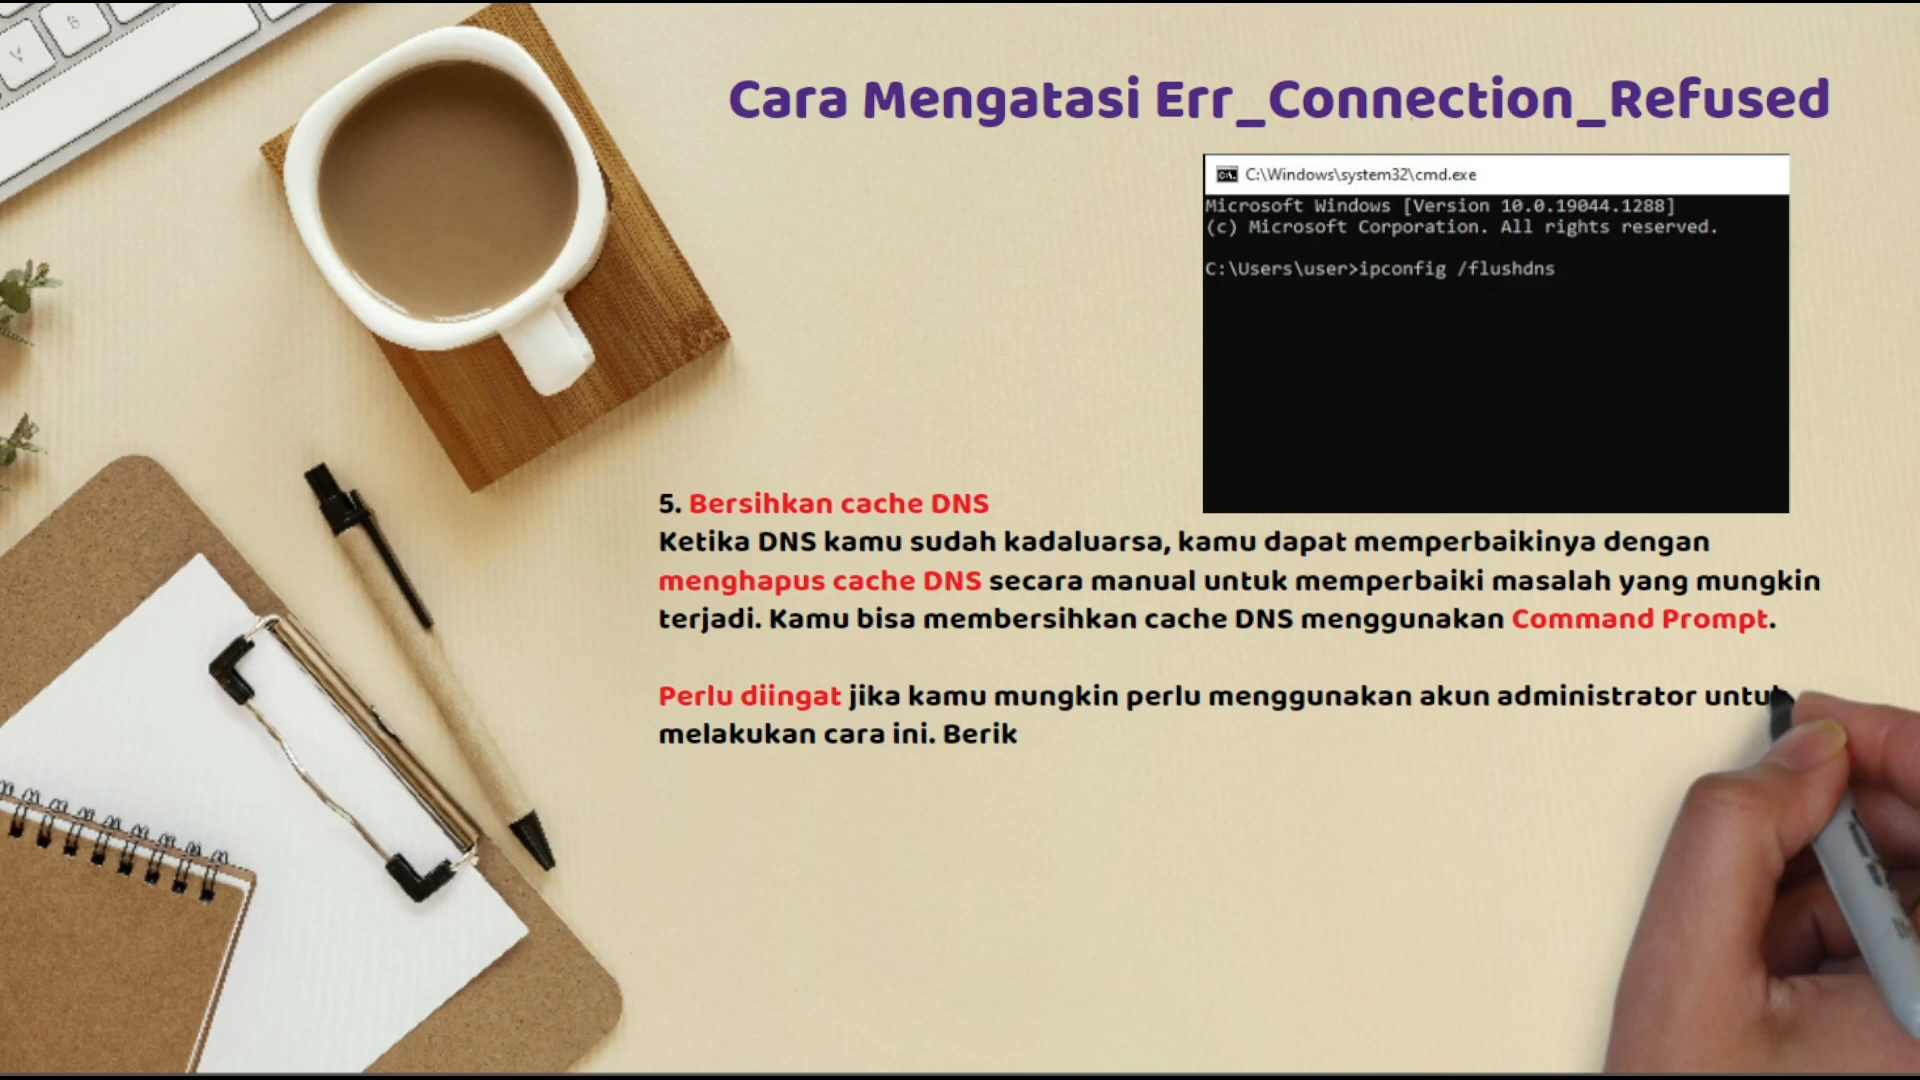 Cara Mengatasi Err_Connection_Refused
C:\Windows\system32\cmd.exe
Microsoft Windows [Version 10.0.19044.1288]
(c) Microsoft Corporation. All rights reserved.
C:\Users\user>ipconfig /flushdns
5. Bersihkan cache DNS
Ketika DNS kamu sudah kadaluarsa, kamu dapat memperbaikinya dengan
menghapus cache DNS secara manual untuk memperbaiki masalah yang mungkin
terjadi. Kamu bisa membersihkan cache DNS menggunakan Command Prompt.
Perlu diingat jika kamu mungkin perlu menggunakan akun administrator untuk
melakukan cara ini. Berik